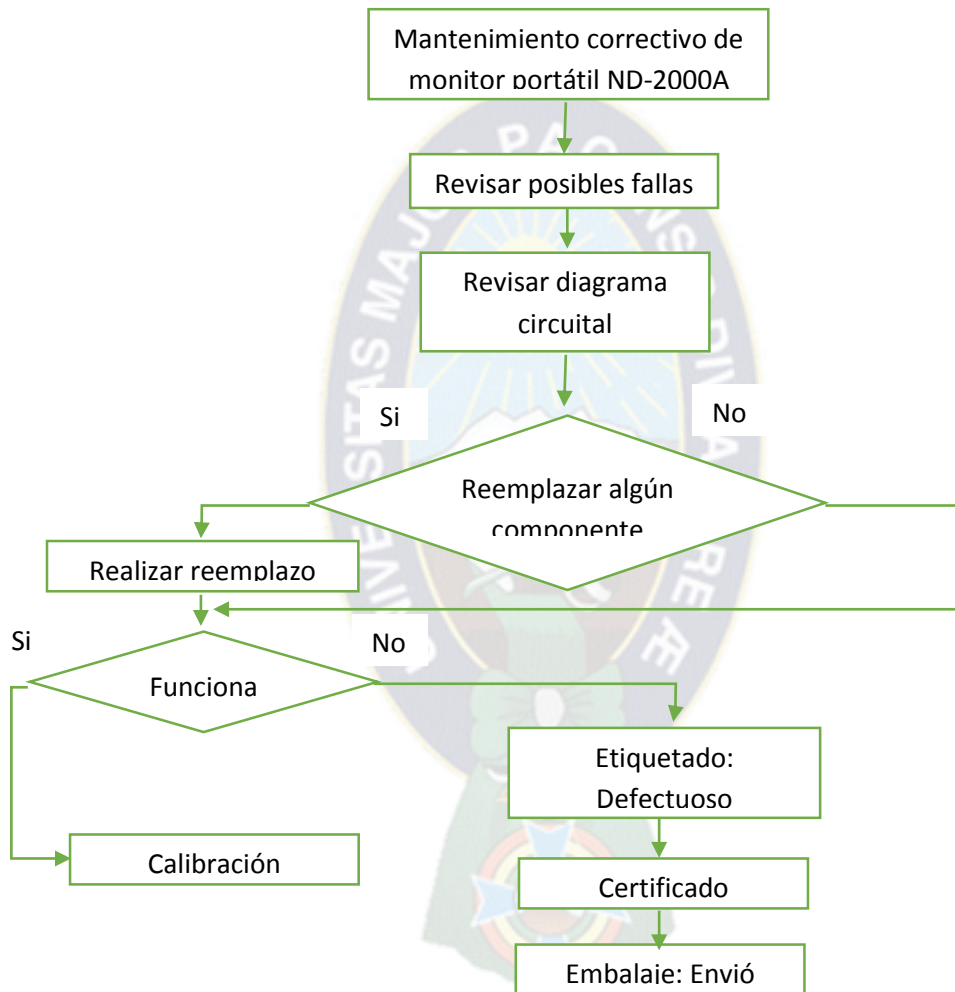 Mantenimiento correctivo de
monitor portátil ND-2000A
Revisar posibles fallas
Revisar diagrama
circuital
Si
No
Reemplazar algún
componente
Realizar reemplazo
Si
No
Funciona
Etiquetado:
Defectuoso
Calibración
Certificado
Embalaje: Envió